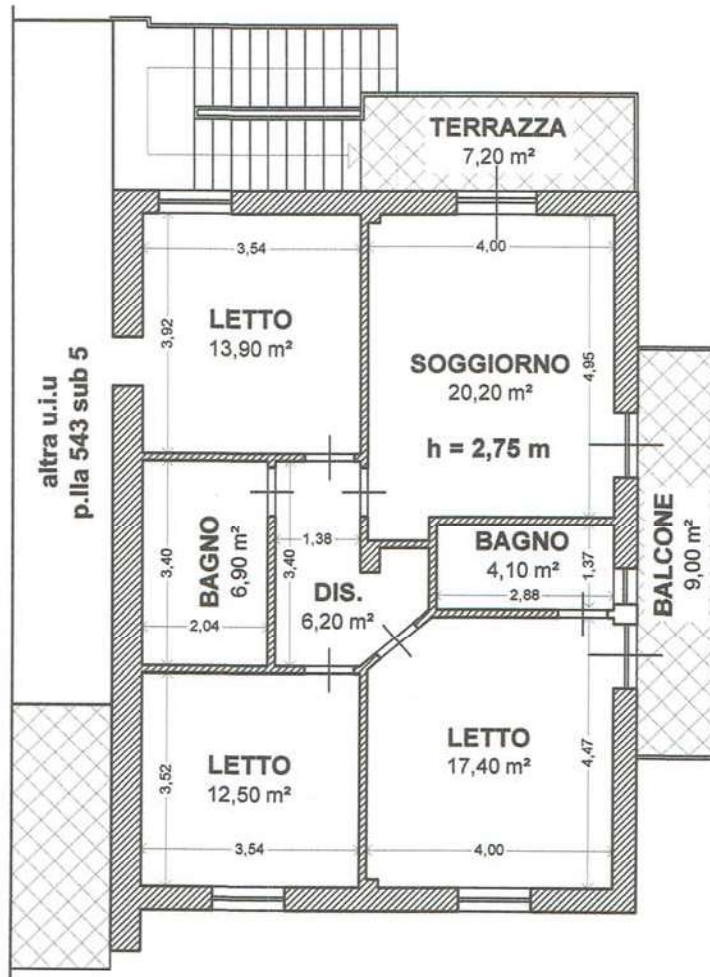 TERRAZZA
7,20 m²
3,54
4,00
3,92
LETTO
13,90 m²
4,95
SOGGIORNO
20,20 m²
h = 2,75 m
altra u.i.u
p.lla 543 sub 5
BAGNO
6,90 m²
3,40
2,04
1,38
3,40
DIS.
6,20 m²
BAGNO
4,10 m²
1,37
2,88
BALCONE
9,00 m²
LETTO
12,50 m²
3,52
3,54
LETTO
17,40 m²
4,47
4,00